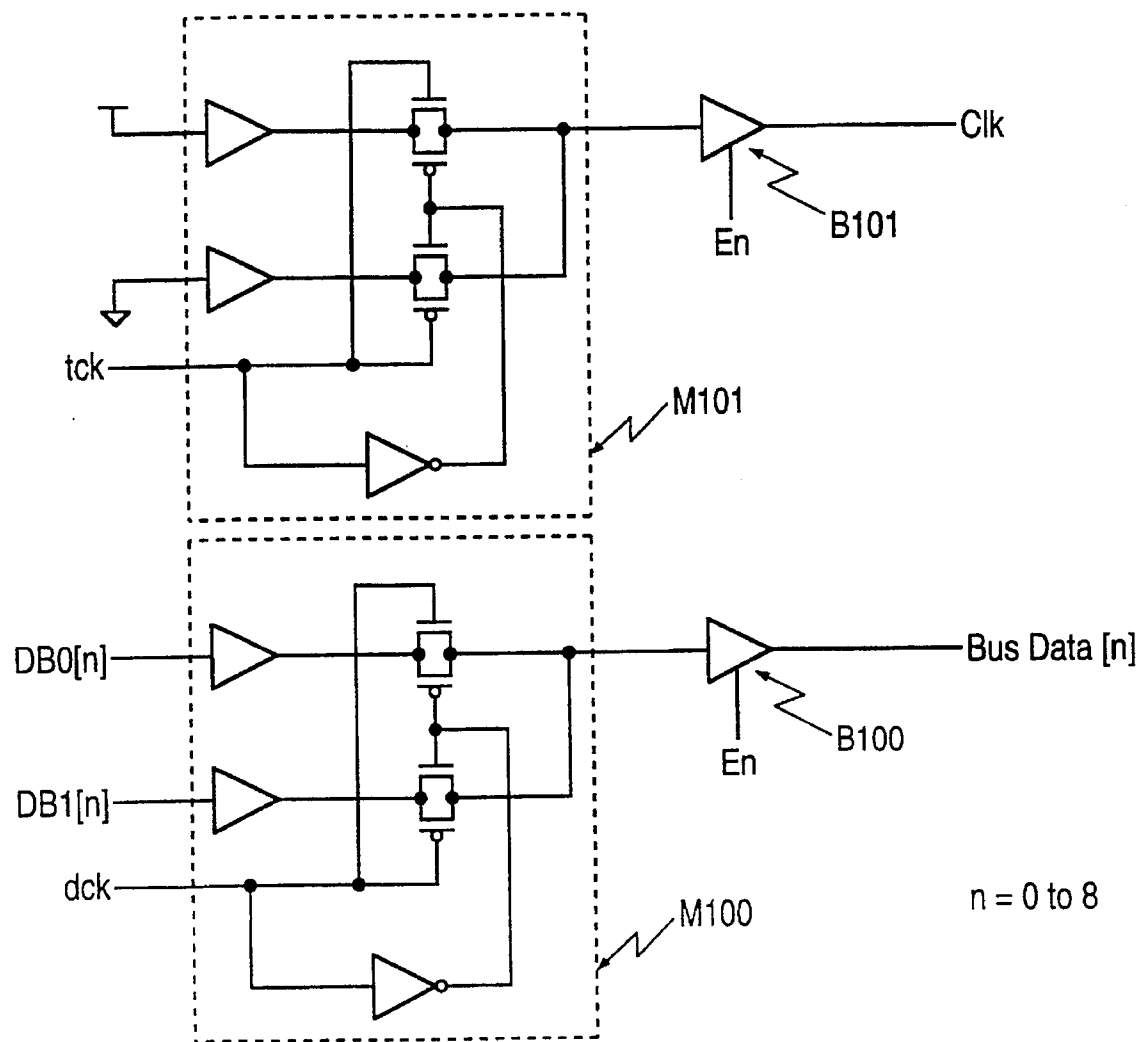 Clk
B101
En
tck
M101
DB0[n]
Bus Data [n]
B100
En
DB1[n]
dck
n = 0 to 8
M100